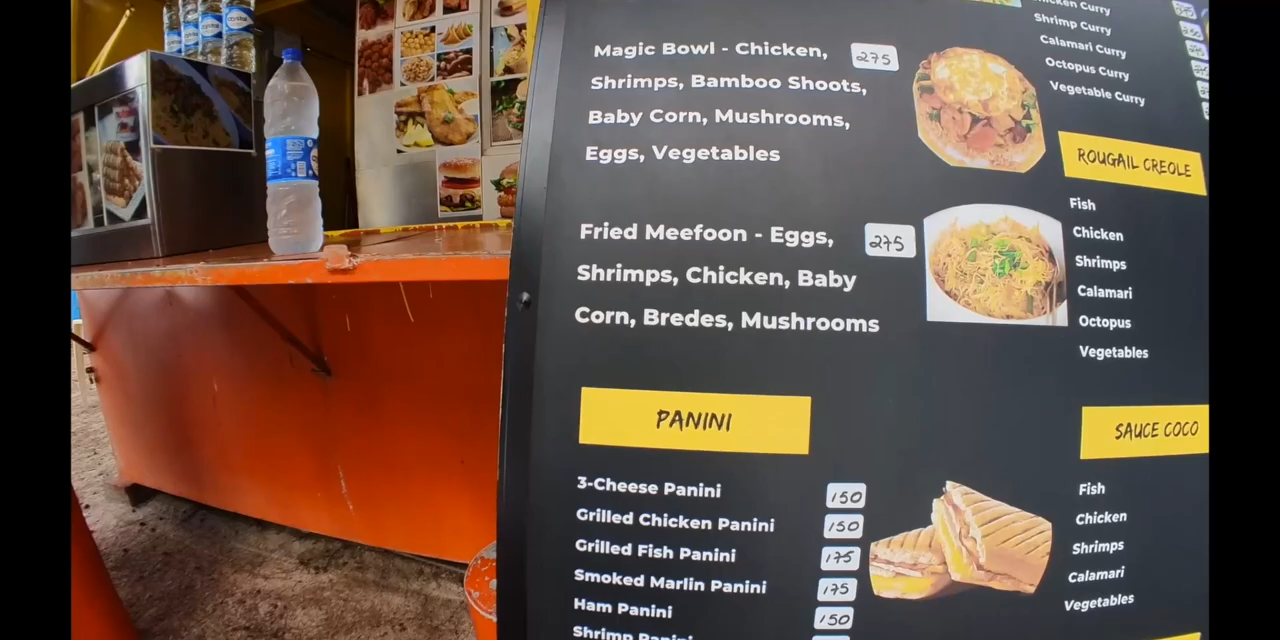 Magic Bowl - Chicken, 275
Shrimps, Bamboo Shoots,
Baby Corn, Mushrooms,
Eggs, Vegetables
Fried Meefoon - Eggs, 275
Shrimps, Chicken, Baby
Corn, Bredes, Mushrooms
PANINI
3-Cheese Panini 150
Grilled Chicken Panini 150
Grilled Fish Panini 175
Smoked Marlin Panini 175
Ham Panini 150
Shrimp Panini
Chicken Curry
Shrimp Curry
Calamari Curry
Octopus Curry
Vegetable Curry
ROUGAIL CREOLE
Fish
Chicken
Shrimps
Calamari
Octopus
Vegetables
SAUCE COCO
Fish
Chicken
Shrimps
Calamari
Vegetables